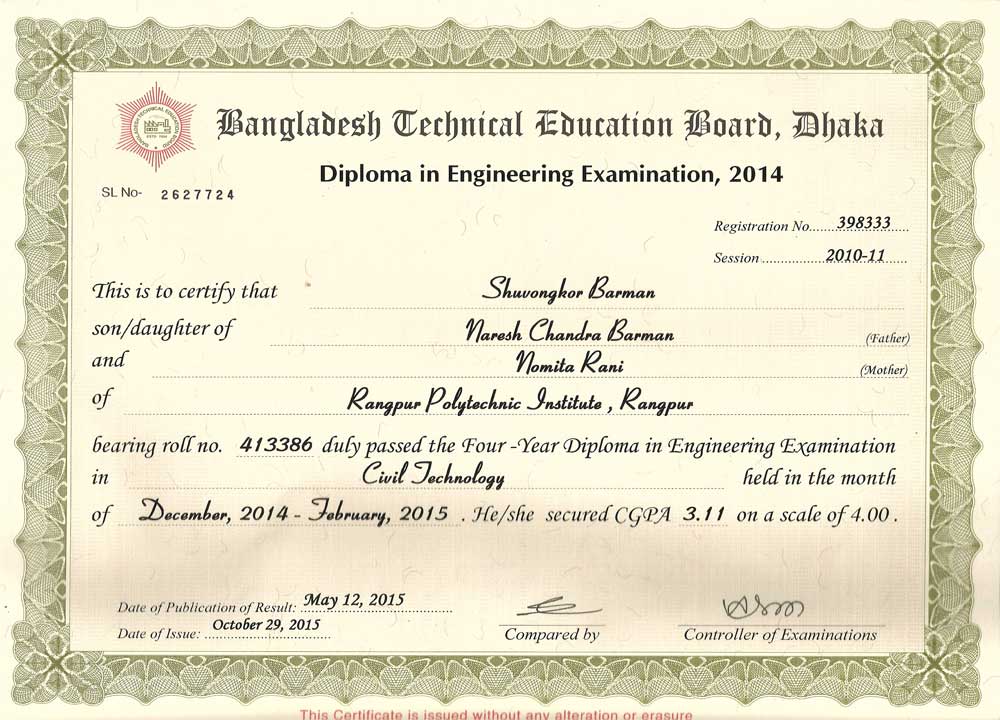 BANGLADESH TECHNICAL EDUCATION BOARD
Bangladesh Technical Education Board, Dhaka
Diploma in Engineering Examination, 2014
SL No- 2627724
Registration No. 398333
Session 2010-11
This is to certify that Shuvongkor Barman
son/daughter of Naresh Chandra Barman (Father)
and Nomita Rani (Mother)
of Rangpur Polytechnic Institute , Rangpur
bearing roll no. 413386 duly passed the Four -Year Diploma in Engineering Examination
in Civil Technology held in the month
of December, 2014 - February, 2015 . He/she secured CGPA 3.11 on a scale of 4.00 .
Date of Publication of Result: May 12, 2015
Date of Issue: October 29, 2015
Compared by
Controller of Examinations
This Certificate is issued without any alteration or erasure